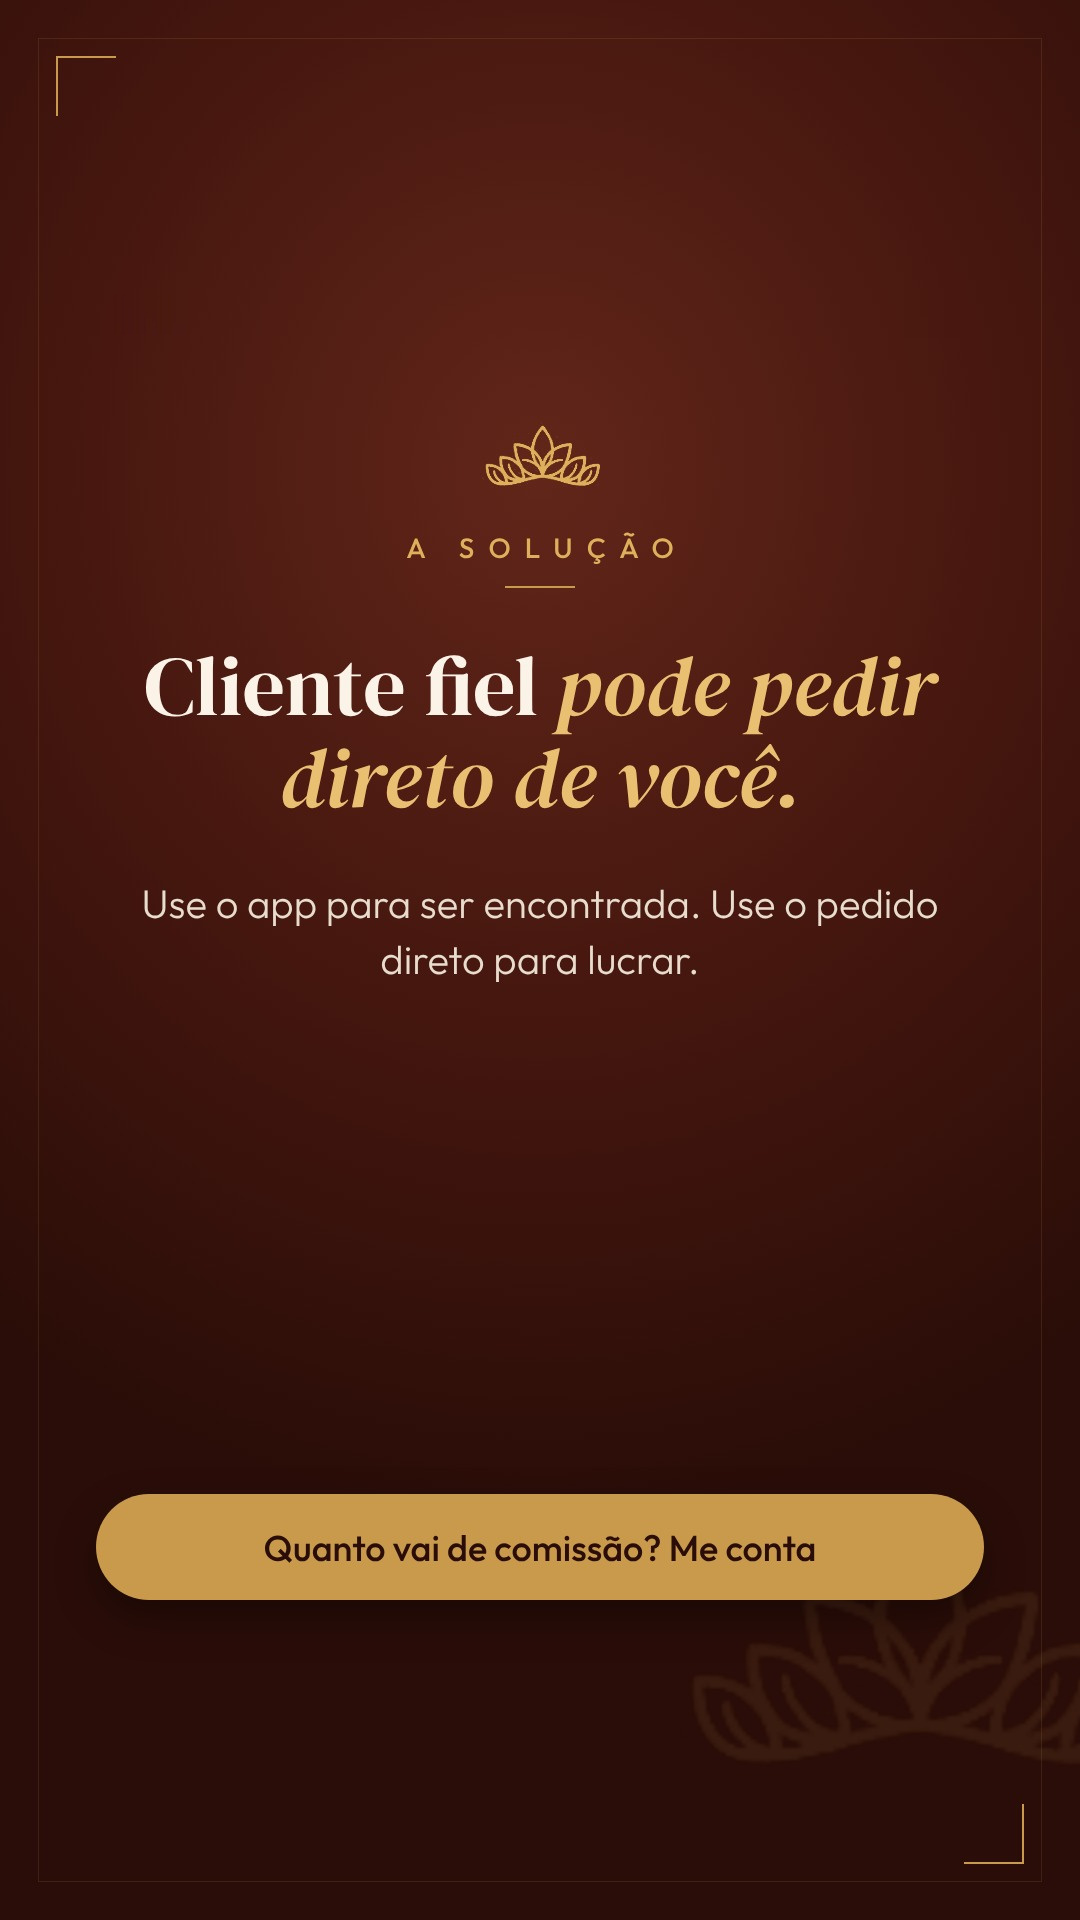 A SOLUÇÃO
Cliente fiel pode pedir
direto de você.
Use o app para ser encontrada. Use o pedido
direto para lucrar.
Quanto vai de comissão? Me conta